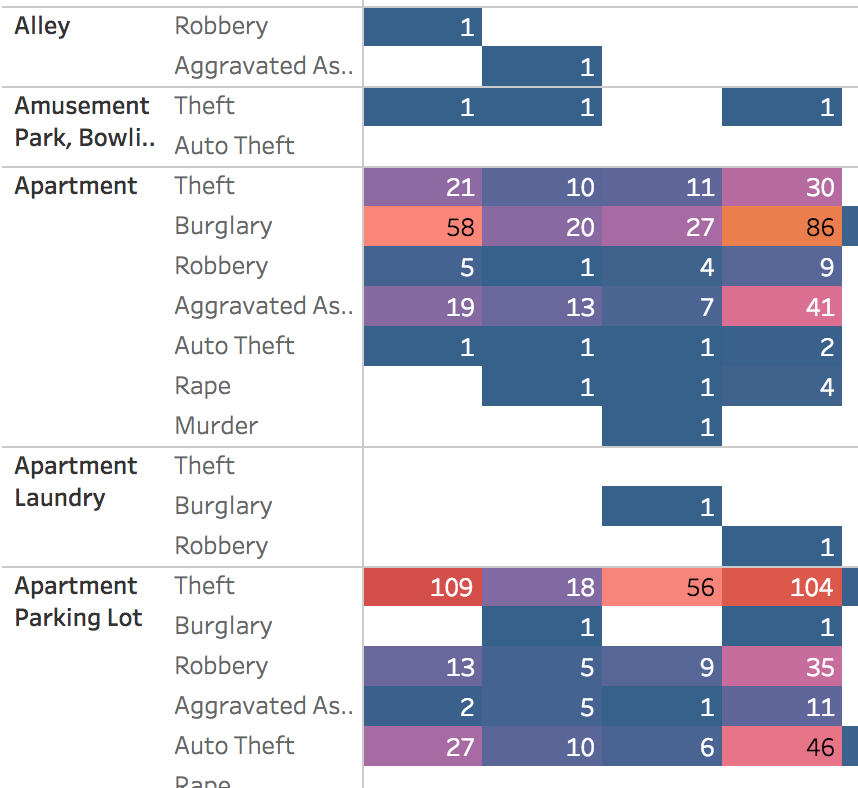 Alley Robbery 1
Aggravated As.. 1
Amusement Theft 1 1 1
Park, Bowli.. Auto Theft
Apartment Theft 21 10 11 30
Burglary 58 20 27 86
Robbery 5 1 4 9
Aggravated As.. 19 13 7 41
Auto Theft 1 1 1 2
Rape 1 1 4
Murder 1
Apartment Theft
Laundry Burglary 1
Robbery 1
Apartment Theft 109 18 56 104
Parking Lot Burglary 1 1
Robbery 13 5 9 35
Aggravated As.. 2 5 1 11
Auto Theft 27 10 6 46
Rape